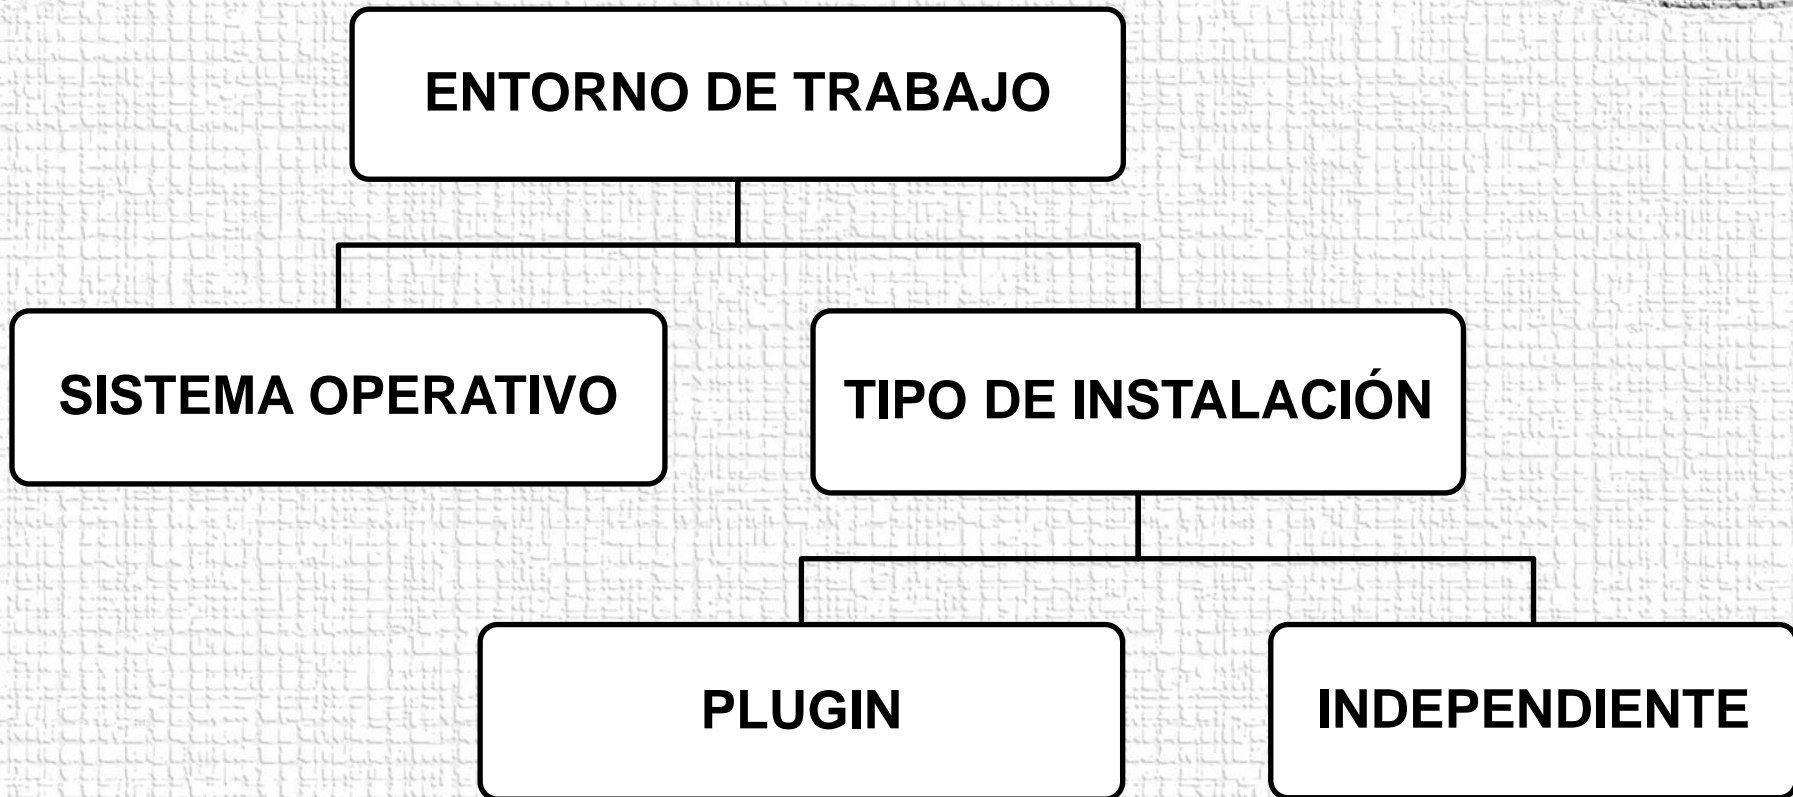 ENTORNO DE TRABAJO
SISTEMA OPERATIVO
TIPO DE INSTALACIÓN
PLUGIN
INDEPENDIENTE